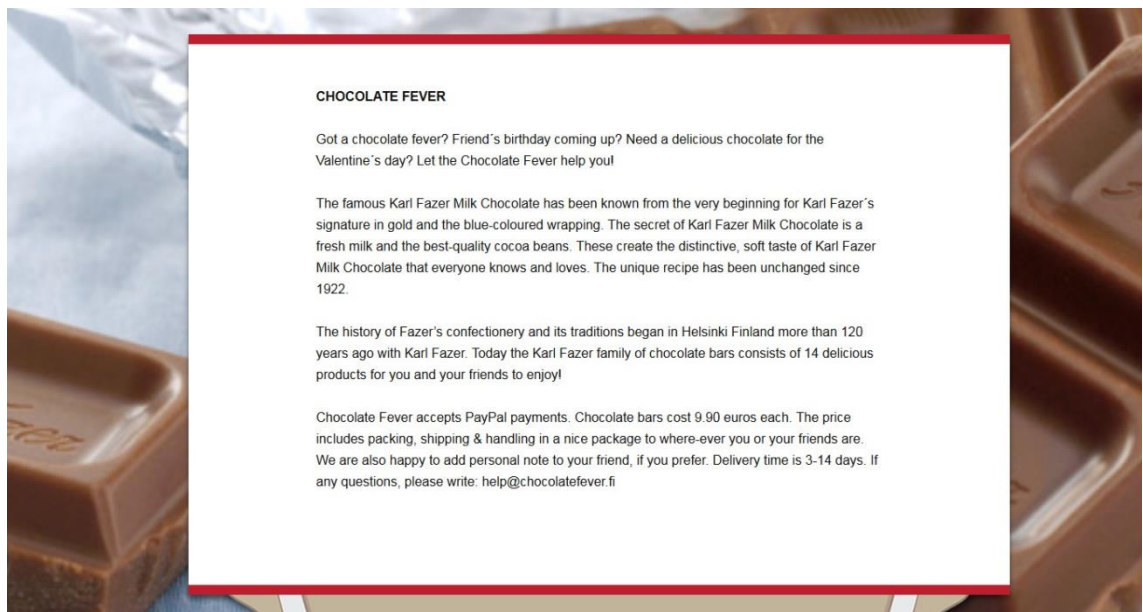 CHOCOLATE FEVER
Got a chocolate fever? Friend´s birthday coming up? Need a delicious chocolate for the
Valentine´s day? Let the Chocolate Fever help you!
The famous Karl Fazer Milk Chocolate has been known from the very beginning for Karl Fazer´s
signature in gold and the blue-coloured wrapping. The secret of Karl Fazer Milk Chocolate is a
fresh milk and the best-quality cocoa beans. These create the distinctive, soft taste of Karl Fazer
Milk Chocolate that everyone knows and loves. The unique recipe has been unchanged since
1922.
The history of Fazer’s confectionery and its traditions began in Helsinki Finland more than 120
years ago with Karl Fazer. Today the Karl Fazer family of chocolate bars consists of 14 delicious
products for you and your friends to enjoy!
Chocolate Fever accepts PayPal payments. Chocolate bars cost 9.90 euros each. The price
includes packing, shipping & handling in a nice package to where-ever you or your friends are.
We are also happy to add personal note to your friend, if you prefer. Delivery time is 3-14 days. If
any questions, please write: help@chocolatefever.fi